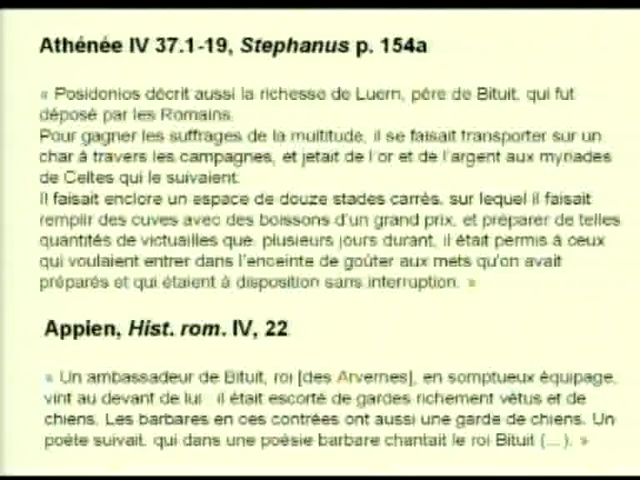 Athénée IV 37.1-19, Stephanus p. 154a
« Posidonios décrit aussi la richesse de Luern, père de Bituit, qui fut
déposé par les Romains.
Pour gagner les suffrages de la multitude, il se faisait transporter sur un
char à travers les campagnes, et jetait de l'or et de l'argent aux myriades
de Celtes qui le suivaient.
Il faisait enclore un espace de douze stades carrés, sur lequel il faisait
remplir des cuves avec des boissons d'un grand prix, et préparer de telles
quantités de victuailles que, plusieurs jours durant, il était permis à ceux
qui voulaient entrer dans l'enceinte de goûter aux mets qu'on avait
préparés et qui étaient à disposition sans interruption. »
Appien, Hist. rom. IV, 22
« Un ambassadeur de Bituit, roi [des Arvernes], en somptueux équipage,
vint au devant de lui : il était escorté de gardes richement vêtus et de
chiens. Les barbares en ces contrées ont aussi une garde de chiens. Un
poète suivait, qui dans une poésie barbare chantait le roi Bituit (...). »